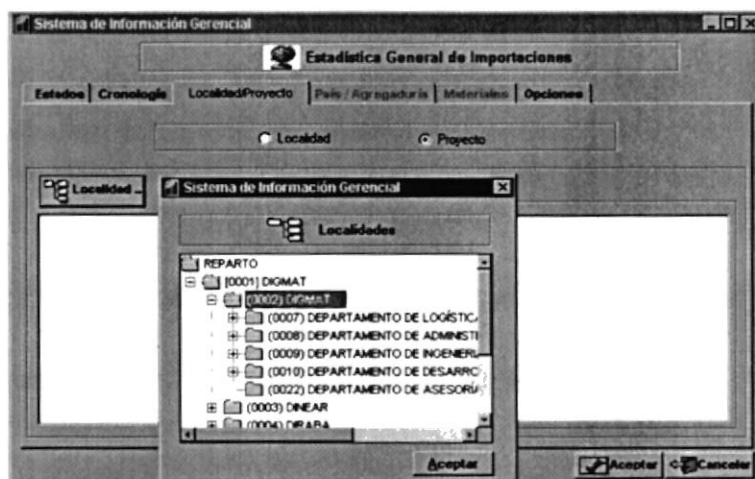 Sistema de Información Gerencial
Estadística General de Importaciones
Estados Cronología Localidad/Proyecto País / Agregaduría Materiales Opciones
Localidad Proyecto
Localidad ...
Sistema de Información Gerencial
Localidades
REPARTO
[0001] DIGMAT
(0002) DIGMAT
(0007) DEPARTAMENTO DE LOGÍSTICA
(0008) DEPARTAMENTO DE ADMINISTI
(0009) DEPARTAMENTO DE INGENIERI
(0010) DEPARTAMENTO DE DESARRO
(0022) DEPARTAMENTO DE ASESORÍA
(0003) DINEAR
(0004) DIRABA
Aceptar
Aceptar Cancelar